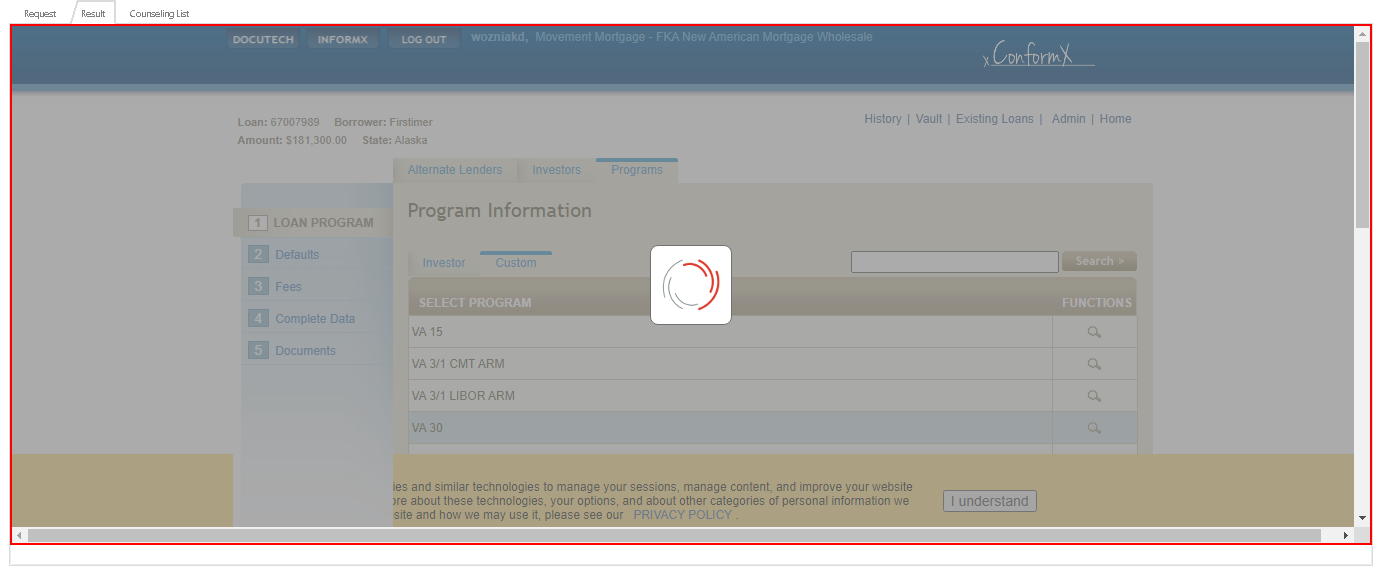 Request Result Counseling List
DOCUTECH INFORMX LOG OUT wozniakd, Movement Mortgage - FKA New American Mortgage Wholesale
xConformX
Loan: 67007989 Borrower: Firstimer
Amount: $181,300.00 State: Alaska
History | Vault | Existing Loans | Admin | Home
Alternate Lenders Investors Programs
Program Information
1 LOAN PROGRAM
2 Defaults
3 Fees
4 Complete Data
5 Documents
Investor Custom
Search >
SELECT PROGRAM FUNCTIONS
VA 15
VA 3/1 CMT ARM
VA 3/1 LIBOR ARM
VA 30
ies and similar technologies to manage your sessions, manage content, and improve your website
ore about these technologies, your options, and about other categories of personal information we
site and how we may use it, please see our PRIVACY POLICY .
I understand